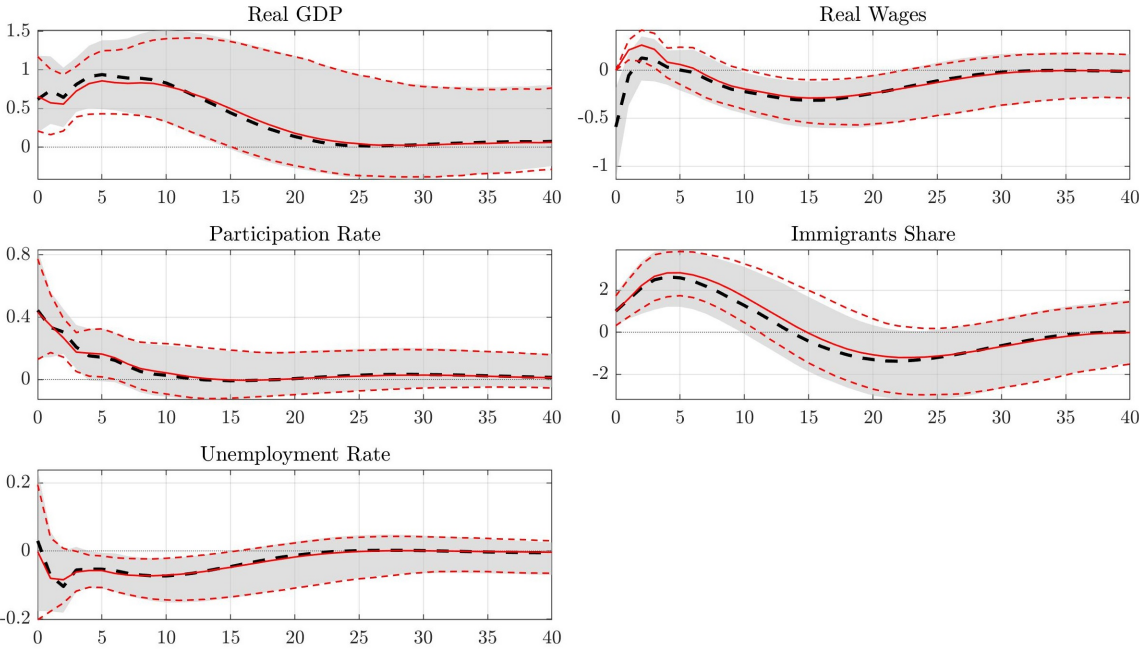 Real GDP
1.5
1
0.5
0
0 5 10 15 20 25 30 35 40
Real Wages
0
-0.5
-1
0 5 10 15 20 25 30 35 40
Participation Rate
0.8
0.4
0
0 5 10 15 20 25 30 35 40
Immigrants Share
2
0
-2
0 5 10 15 20 25 30 35 40
Unemployment Rate
0.2
0
-0.2
0 5 10 15 20 25 30 35 40